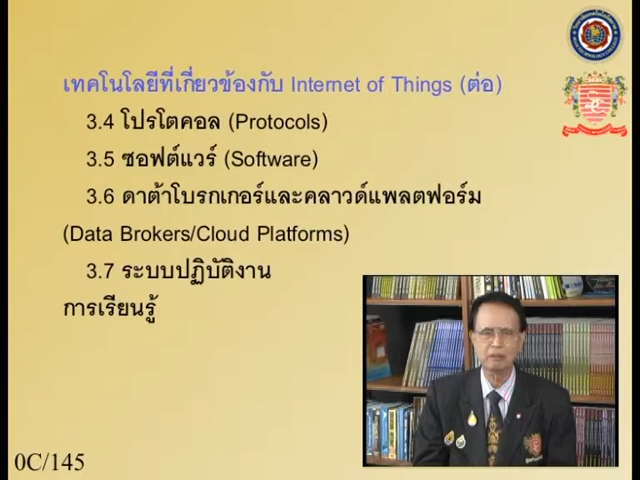 เทคโนโลยีที่เกี่ยวข้องกับ Internet of Things (ต่อ)
3.4 โปรโตคอล (Protocols)
3.5 ซอฟต์แวร์ (Software)
3.6 ดาต้าโบรกเกอร์และคลาวด์แพลตฟอร์ม
(Data Brokers/Cloud Platforms)
3.7 ระบบปฏิบัติงาน
การเรียนรู้
0C/145